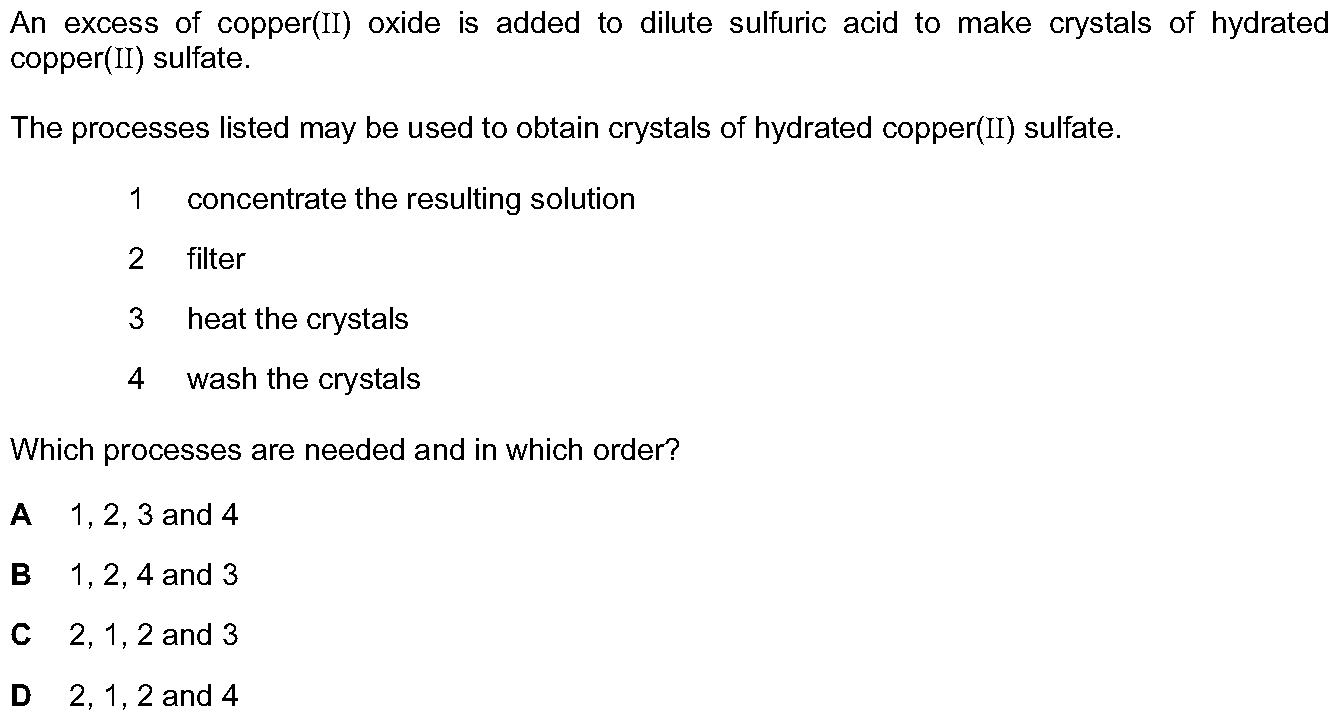 An excess of copper(II) oxide is added to dilute sulfuric acid to make crystals of hydrated
copper(II) sulfate.
The processes listed may be used to obtain crystals of hydrated copper(II) sulfate.
1 concentrate the resulting solution
2 filter
3 heat the crystals
4 wash the crystals
Which processes are needed and in which order?
A 1, 2, 3 and 4
B 1, 2, 4 and 3
C 2, 1, 2 and 3
D 2, 1, 2 and 4